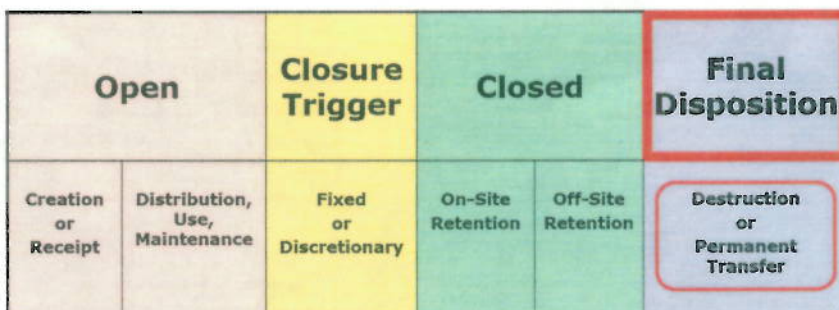 Open
Closure
Trigger
Closed
Final
Disposition
Creation
or
Receipt
Distribution,
Use,
Maintenance
Fixed
or
Discretionary
On-Site
Retention
Off-Site
Retention
Destruction
or
Permanent
Transfer